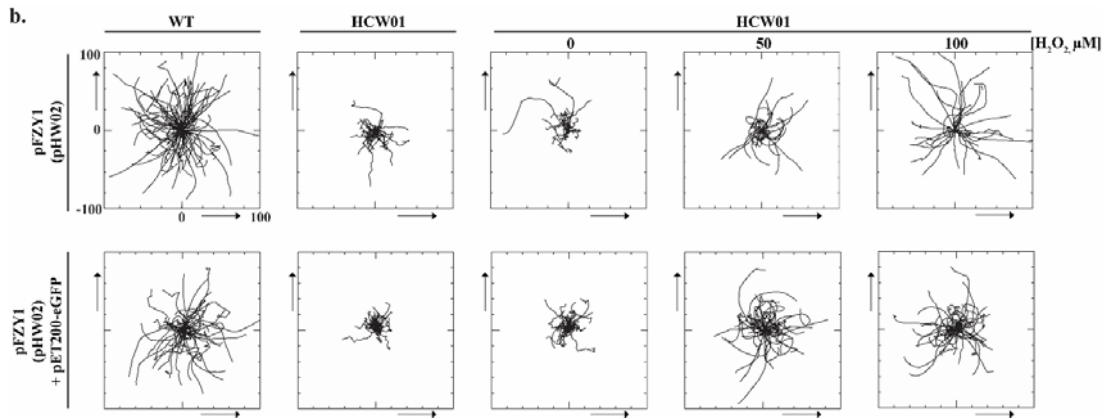 b.
WT HCW01 HCW01
0 50 100 [H₂O₂, μM]
pFZY1
(pHW02)
100
0
-100
0 100
pFZY1
(pHW02)
+ pET200-eGFP